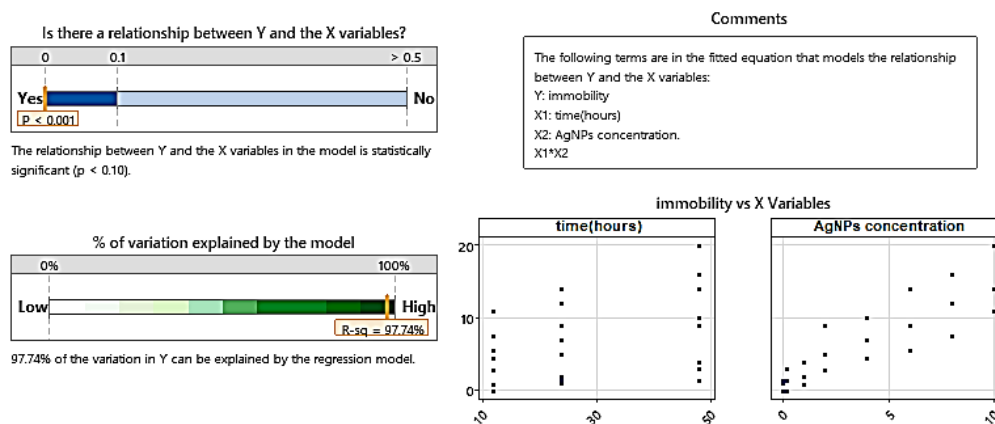 Is there a relationship between Y and the X variables?
0 0.1 > 0.5
Yes No
P < 0.001
The relationship between Y and the X variables in the model is statistically
significant (p < 0.10).
% of variation explained by the model
0% 100%
Low High
R-sq = 97.74%
97.74% of the variation in Y can be explained by the regression model.
Comments
The following terms are in the fitted equation that models the relationship
between Y and the X variables:
Y: immobility
X1: time(hours)
X2: AgNPs concentration.
X1*X2
immobility vs X Variables
time(hours) AgNPs concentration
20
10
0
10 30 50 0 5 10